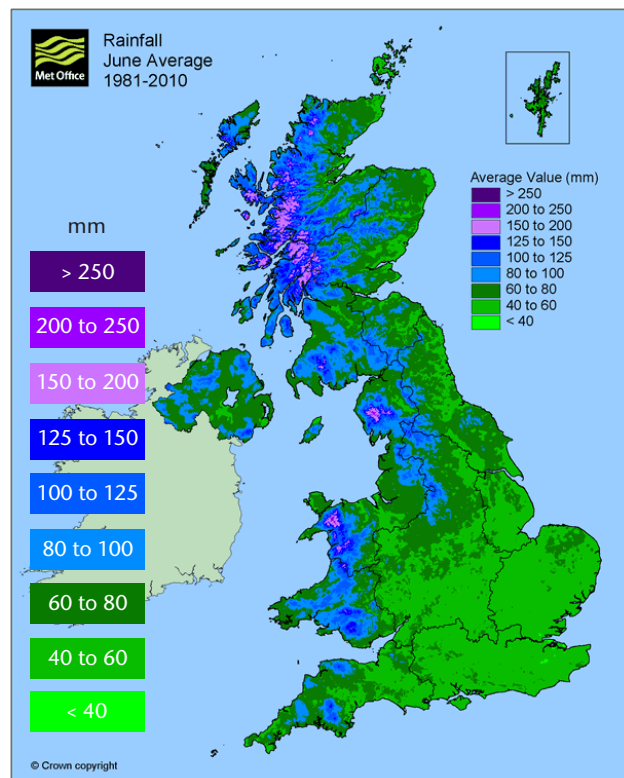 Met Office
Rainfall
June Average
1981-2010
Average Value (mm)
> 250
200 to 250
150 to 200
125 to 150
100 to 125
80 to 100
60 to 80
40 to 60
< 40
mm
> 250
200 to 250
150 to 200
125 to 150
100 to 125
80 to 100
60 to 80
40 to 60
< 40
© Crown copyright